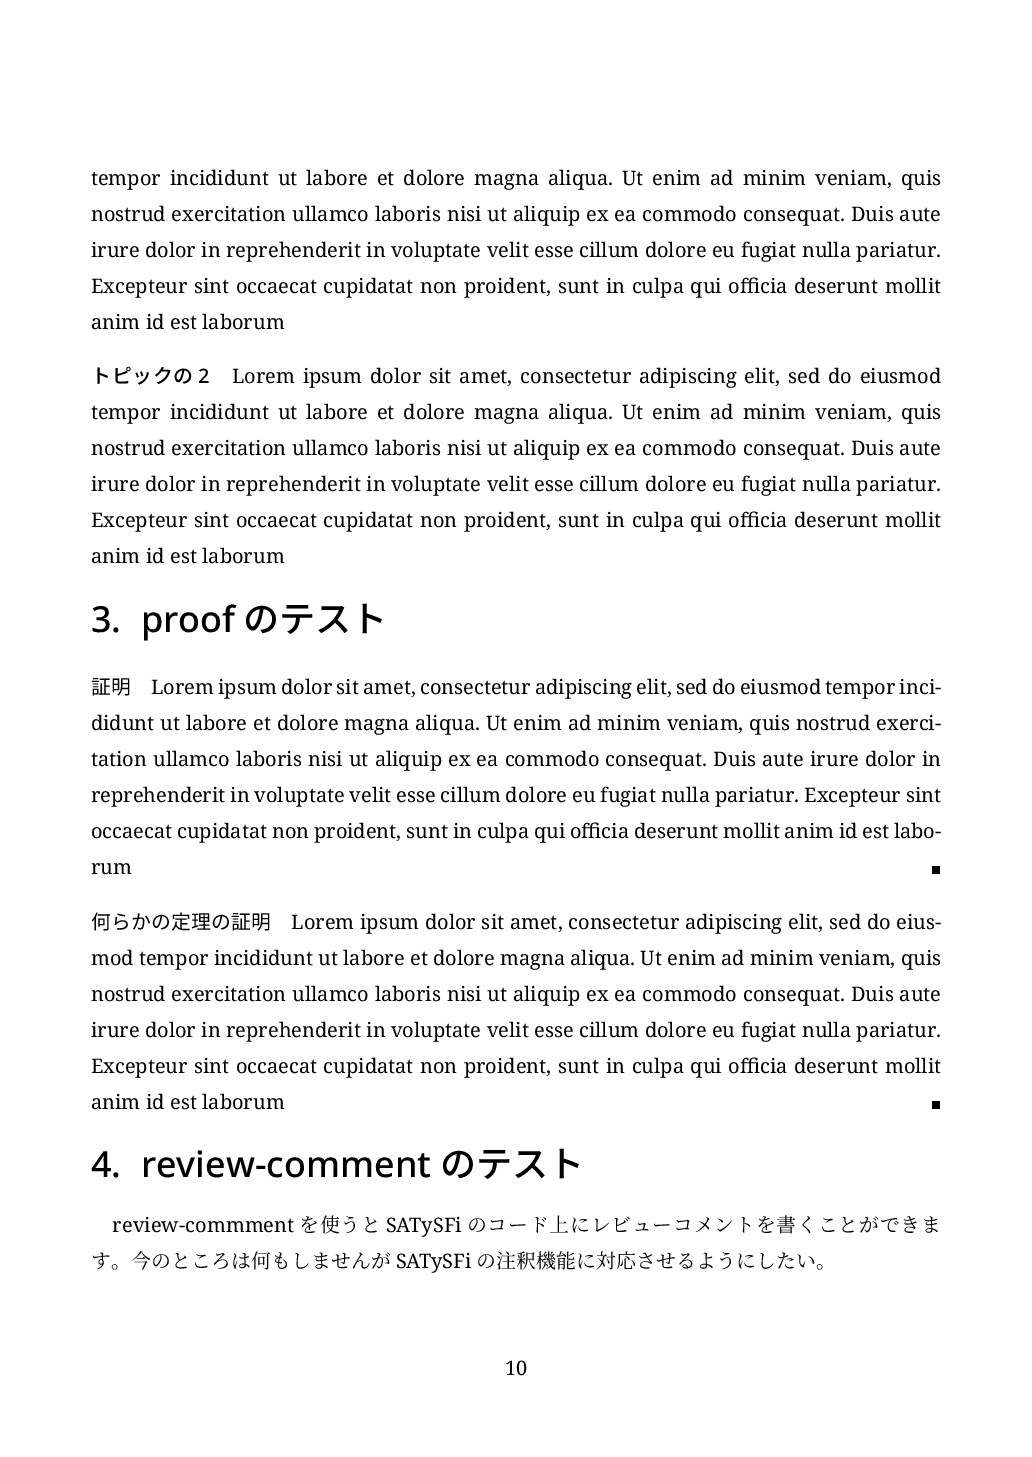 tempor incididunt ut labore et dolore magna aliqua. Ut enim ad minim veniam, quis
nostrud exercitation ullamco laboris nisi ut aliquip ex ea commodo consequat. Duis aute
irure dolor in reprehenderit in voluptate velit esse cillum dolore eu fugiat nulla pariatur.
Excepteur sint occaecat cupidatat non proident, sunt in culpa qui officia deserunt mollit
anim id est laborum
トピックの 2　Lorem ipsum dolor sit amet, consectetur adipiscing elit, sed do eiusmod
tempor incididunt ut labore et dolore magna aliqua. Ut enim ad minim veniam, quis
nostrud exercitation ullamco laboris nisi ut aliquip ex ea commodo consequat. Duis aute
irure dolor in reprehenderit in voluptate velit esse cillum dolore eu fugiat nulla pariatur.
Excepteur sint occaecat cupidatat non proident, sunt in culpa qui officia deserunt mollit
anim id est laborum
3. proof のテスト
証明　Lorem ipsum dolor sit amet, consectetur adipiscing elit, sed do eiusmod tempor inci-
didunt ut labore et dolore magna aliqua. Ut enim ad minim veniam, quis nostrud exerci-
tation ullamco laboris nisi ut aliquip ex ea commodo consequat. Duis aute irure dolor in
reprehenderit in voluptate velit esse cillum dolore eu fugiat nulla pariatur. Excepteur sint
occaecat cupidatat non proident, sunt in culpa qui officia deserunt mollit anim id est labo-
rum ■
何らかの定理の証明　Lorem ipsum dolor sit amet, consectetur adipiscing elit, sed do eius-
mod tempor incididunt ut labore et dolore magna aliqua. Ut enim ad minim veniam, quis
nostrud exercitation ullamco laboris nisi ut aliquip ex ea commodo consequat. Duis aute
irure dolor in reprehenderit in voluptate velit esse cillum dolore eu fugiat nulla pariatur.
Excepteur sint occaecat cupidatat non proident, sunt in culpa qui officia deserunt mollit
anim id est laborum ■
4. review-comment のテスト
review-commment を使うと SATySFi のコード上にレビューコメントを書くことができま
す。今のところは何もしませんが SATySFi の注釈機能に対応させるようにしたい。
10